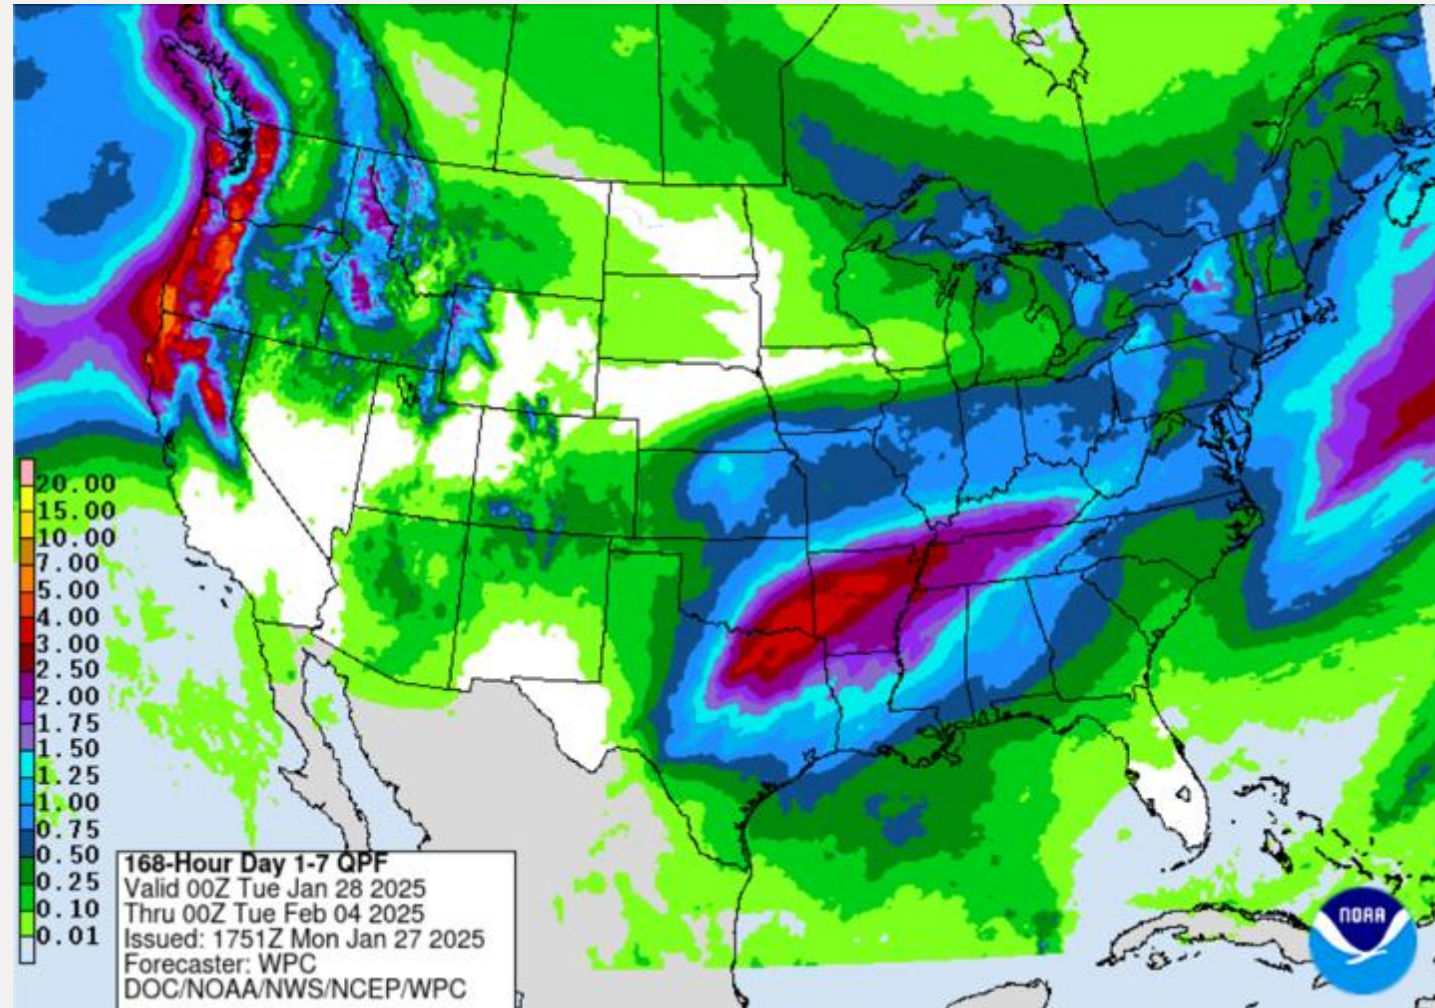 20.00
15.00
10.00
7.00
5.00
4.00
3.00
2.50
2.00
1.75
1.50
1.25
1.00
0.75
0.50
0.25
0.10
0.01
168-Hour Day 1-7 QPF
Valid 00Z Tue Jan 28 2025
Thru 00Z Tue Feb 04 2025
Issued: 1751Z Mon Jan 27 2025
Forecaster: WPC
DOC/NOAA/NWS/NCEP/WPC
NOAA